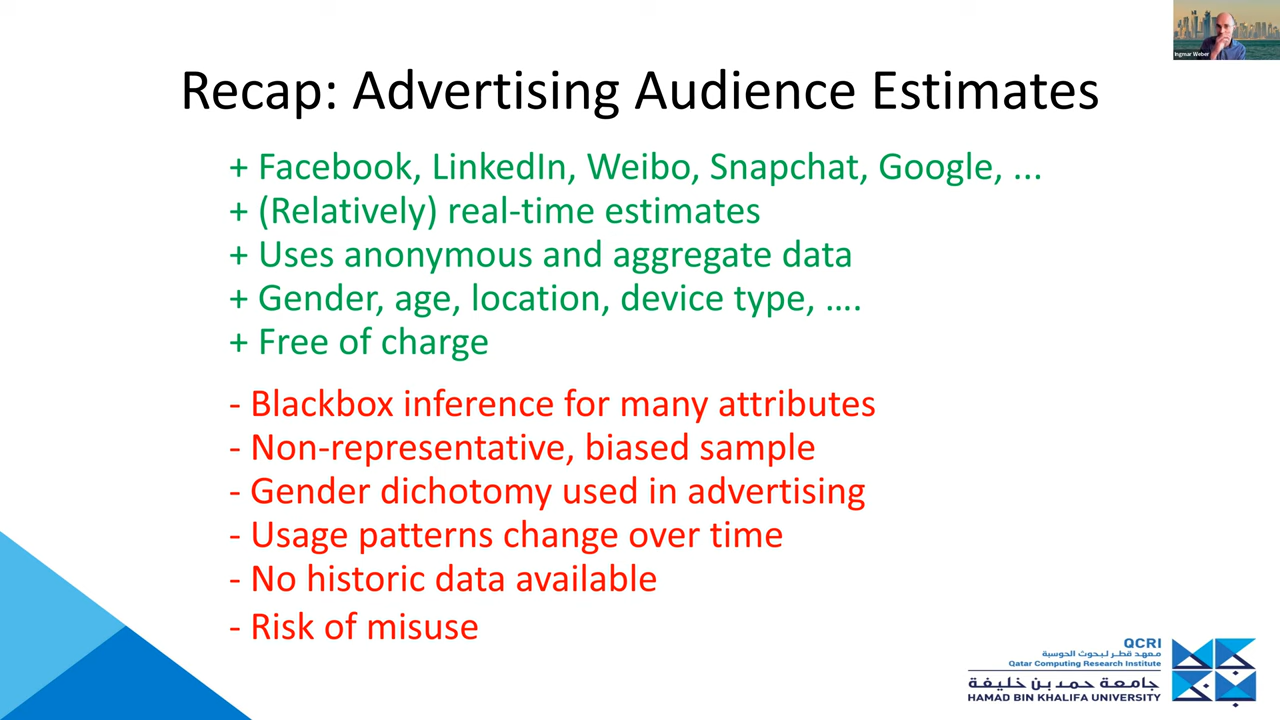 Ingmar Weber
Recap: Advertising Audience Estimates
+ Facebook, LinkedIn, Weibo, Snapchat, Google, ...
+ (Relatively) real-time estimates
+ Uses anonymous and aggregate data
+ Gender, age, location, device type, ....
+ Free of charge
- Blackbox inference for many attributes
- Non-representative, biased sample
- Gender dichotomy used in advertising
- Usage patterns change over time
- No historic data available
- Risk of misuse
QCRI
معهد قطر لبحوث الحوسبة
Qatar Computing Research Institute
جامعة حمد بن خليفة
HAMAD BIN KHALIFA UNIVERSITY